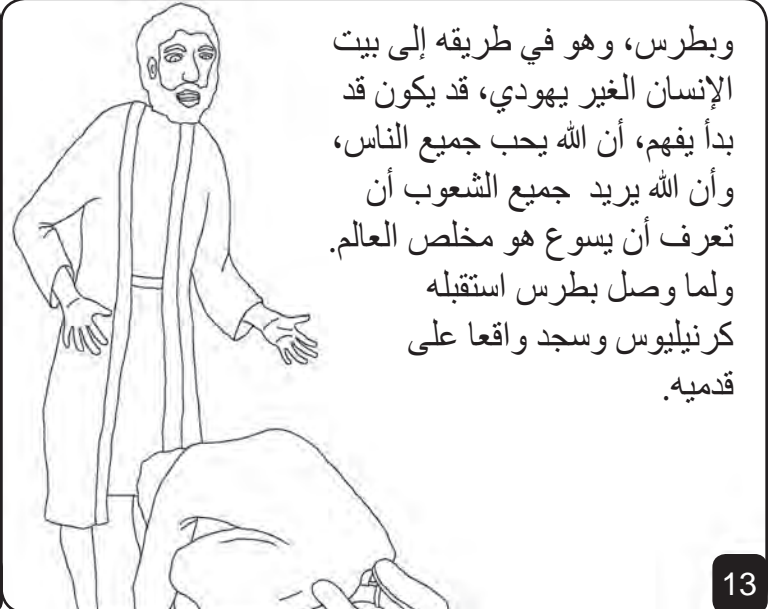 وبطرس، وهو في طريقه إلى بيت
الإنسان الغير يهودي، قد يكون قد
بدأ يفهم، أن الله يحب جميع الناس،
وأن الله يريد جميع الشعوب أن
تعرف أن يسوع هو مخلص العالم.
ولما وصل بطرس استقبله
كرنيليوس وسجد واقعا على
قدميه.
13